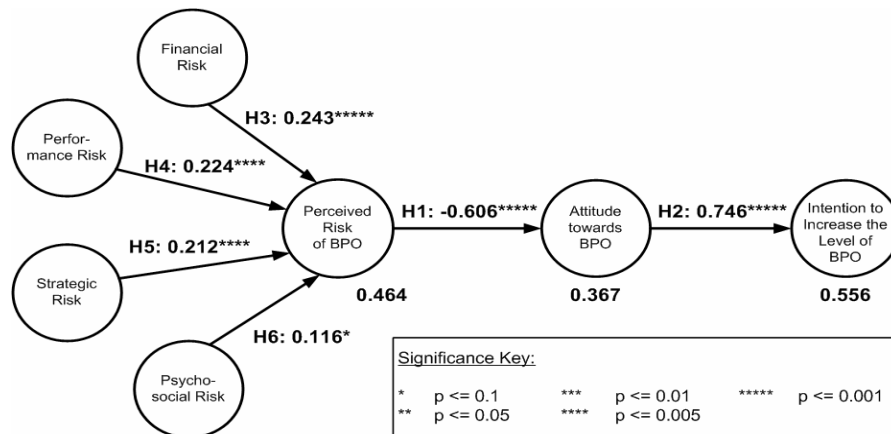 Financial
Risk
H3: 0.243*****
Perfor-
mance Risk
H4: 0.224****
Perceived
Risk
of BPO
H1: -0.606*****
Attitude
towards
BPO
H2: 0.746*****
Intention to
Increase the
Level of
BPO
H5: 0.212****
Strategic
Risk
0.464
0.367
0.556
H6: 0.116*
Psycho-
social Risk
Significance Key:
* p <= 0.1 *** p <= 0.01 ***** p <= 0.001
** p <= 0.05 **** p <= 0.005